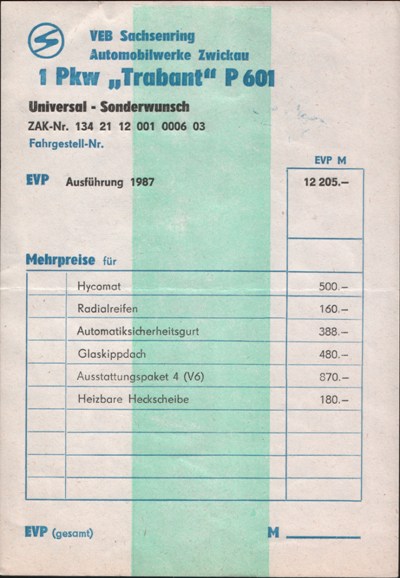 VEB Sachsenring
Automobilwerke Zwickau
1 Pkw „Trabant“ P 601
Universal - Sonderwunsch
ZAK-Nr. 134 21 12 001 0006 03
Fahrgestell-Nr.
EVP M
EVP Ausführung 1987 12 205.—
Mehrpreise für
Hycomat 500.—
Radialreifen 160.—
Automatiksicherheitsgurt 388.—
Glaskippdach 480.—
Ausstattungspaket 4 (V6) 870.—
Heizbare Heckscheibe 180.—
EVP (gesamt) M